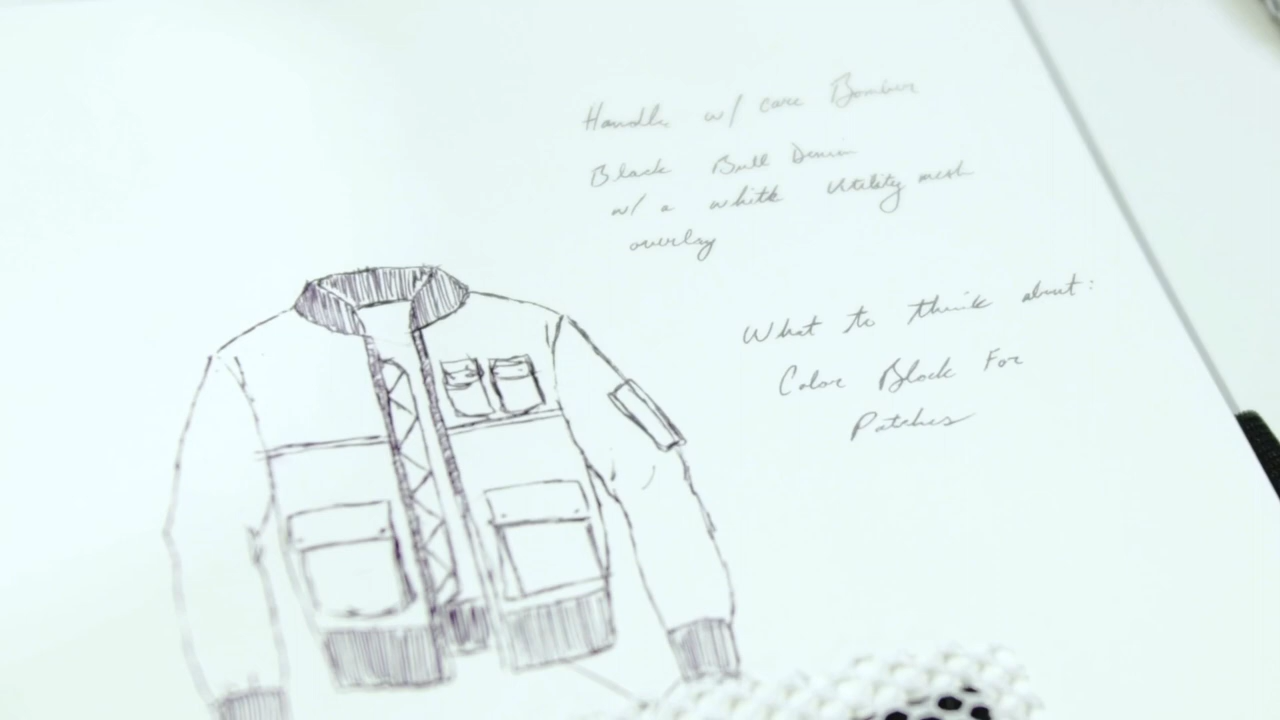 Handle w/ care Bomber
Black Bull Denim
w/ a white utility mesh
overlay
What to think about:
Color Block For
Patches